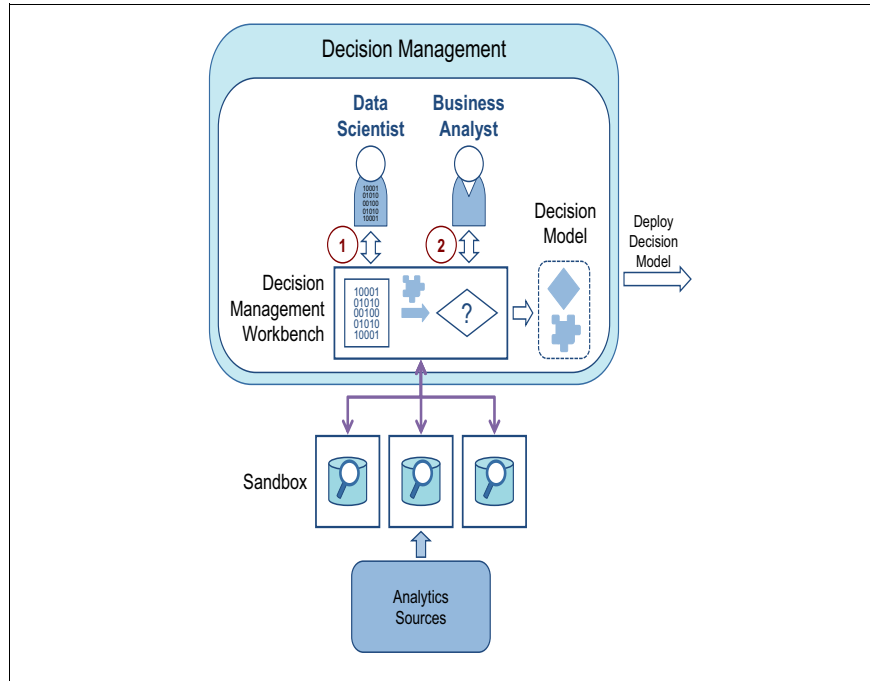 Decision Management
Data
Scientist
Business
Analyst
10001
01010
00100
01010
10001
1
2
Decision
Model
Deploy
Decision
Model
Decision
Management
Workbench
10001
01010
00100
01010
10001
?
Sandbox
Analytics
Sources